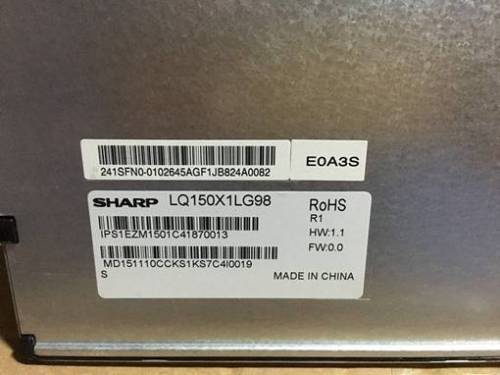 241SFN0-0102645AGF1JB824A0082
E0A3S
SHARP LQ150X1LG98
RoHS
R1
IPS1EZM1501C41870013
HW:1.1
FW:0.0
MD151110CCKS1KS7C4I0019
S
MADE IN CHINA